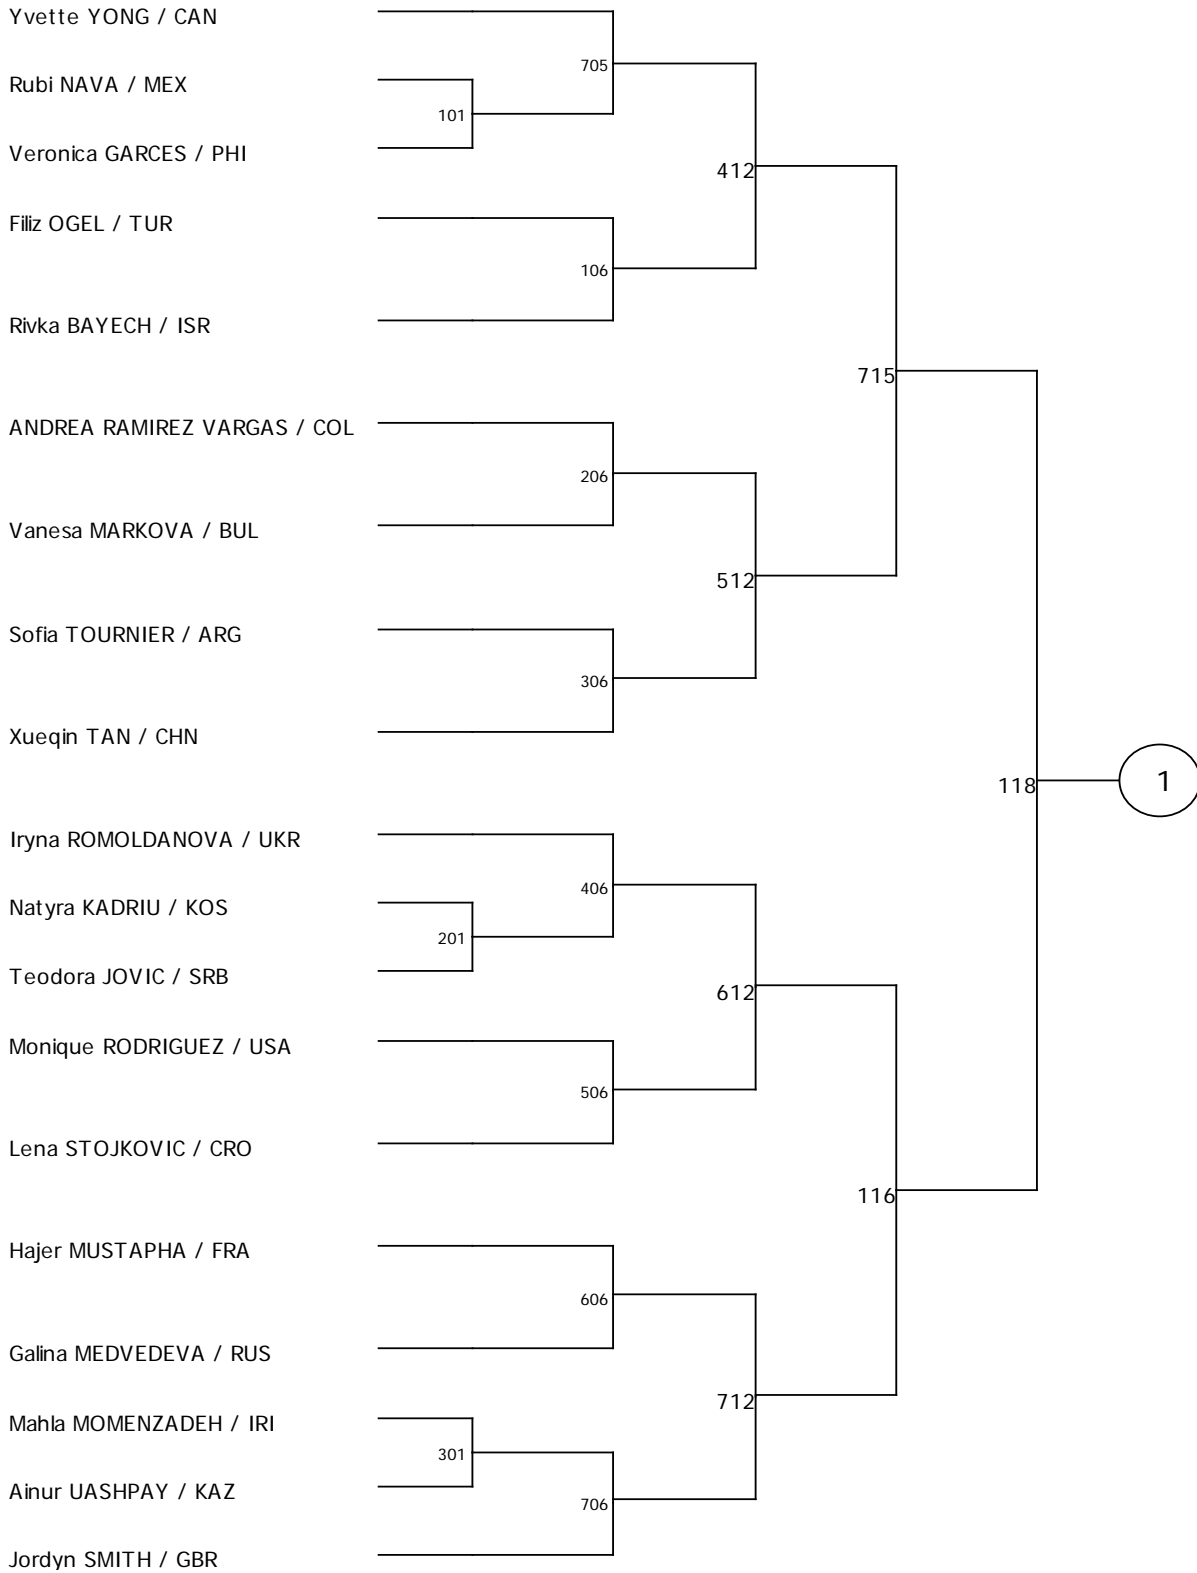 Yvette YONG / CAN
705
Rubi NAVA / MEX
101
Veronica GARCES / PHI
412
Filiz OGEL / TUR
106
Rivka BAYECH / ISR
715
ANDREA RAMIREZ VARGAS / COL
206
Vanesa MARKOVA / BUL
512
Sofia TOURNIER / ARG
306
Xueqin TAN / CHN
118
1
Iryna ROMOLDANOVA / UKR
406
Natyra KADRIU / KOS
201
Teodora JOVIC / SRB
612
Monique RODRIGUEZ / USA
506
Lena STOJKOVIC / CRO
116
Hajer MUSTAPHA / FRA
606
Galina MEDVEDEVA / RUS
712
Mahla MOMENZADEH / IRI
301
Ainur UASHPAY / KAZ
706
Jordyn SMITH / GBR